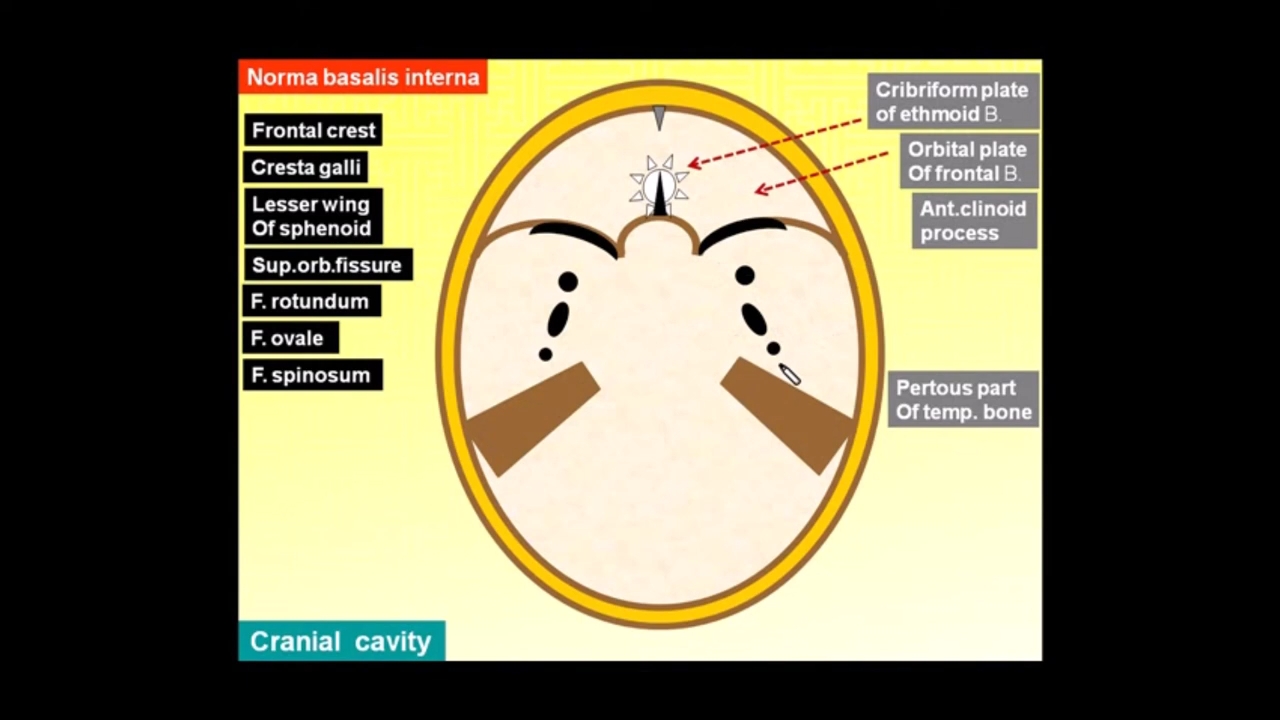 Norma basalis interna
Frontal crest
Cresta galli
Lesser wing
Of sphenoid
Sup.orb.fissure
F. rotundum
F. ovale
F. spinosum
Cribriform plate
of ethmoid B.
Orbital plate
Of frontal B.
Ant.clinoid
process
Pertous part
Of temp. bone
Cranial cavity